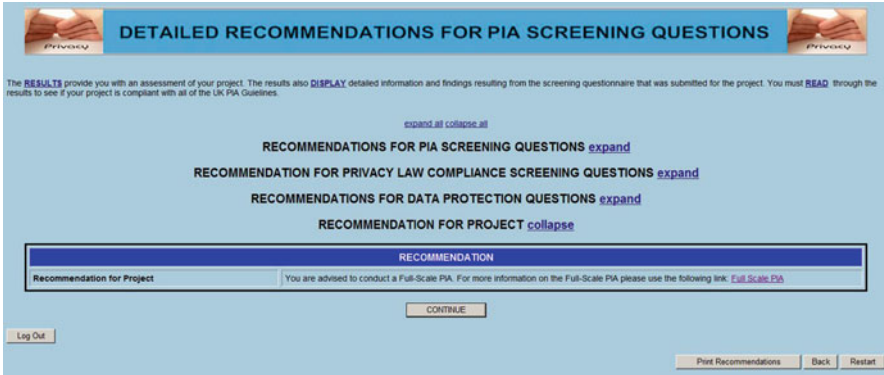 Privacy
DETAILED RECOMMENDATIONS FOR PIA SCREENING QUESTIONS
Privacy
The RESULTS provide you with an assessment of your project. The results also DISPLAY detailed information and findings resulting from the screening questionnaire that was submitted for the project. You must READ through the
results to see if your project is compliant with all of the UK PIA Guielines.
expand all collapse all
RECOMMENDATIONS FOR PIA SCREENING QUESTIONS expand
RECOMMENDATION FOR PRIVACY LAW COMPLIANCE SCREENING QUESTIONS expand
RECOMMENDATIONS FOR DATA PROTECTION QUESTIONS expand
RECOMMENDATION FOR PROJECT collapse
RECOMMENDATION
Recommendation for Project You are advised to conduct a Full-Scale PIA. For more information on the Full-Scale PIA please use the following link: Full Scale PIA
CONTINUE
Log Out
Print Recommendations Back Restart